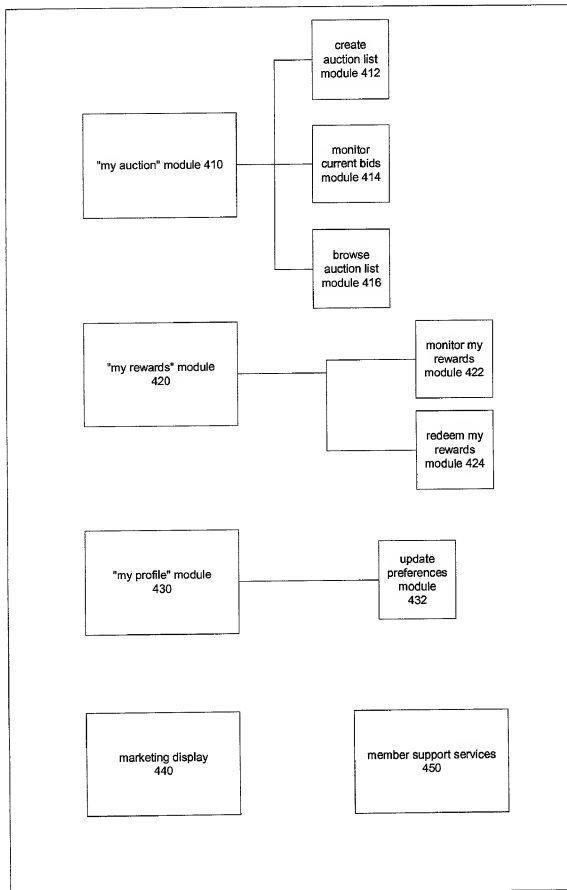 create
auction list
module 412
"my auction" module 410
monitor
current bids
module 414
browse
auction list
module 416
"my rewards" module
420
monitor my
rewards
module 422
redeem my
rewards
module 424
"my profile" module
430
update
preferences
module
432
marketing display
440
member support services
450